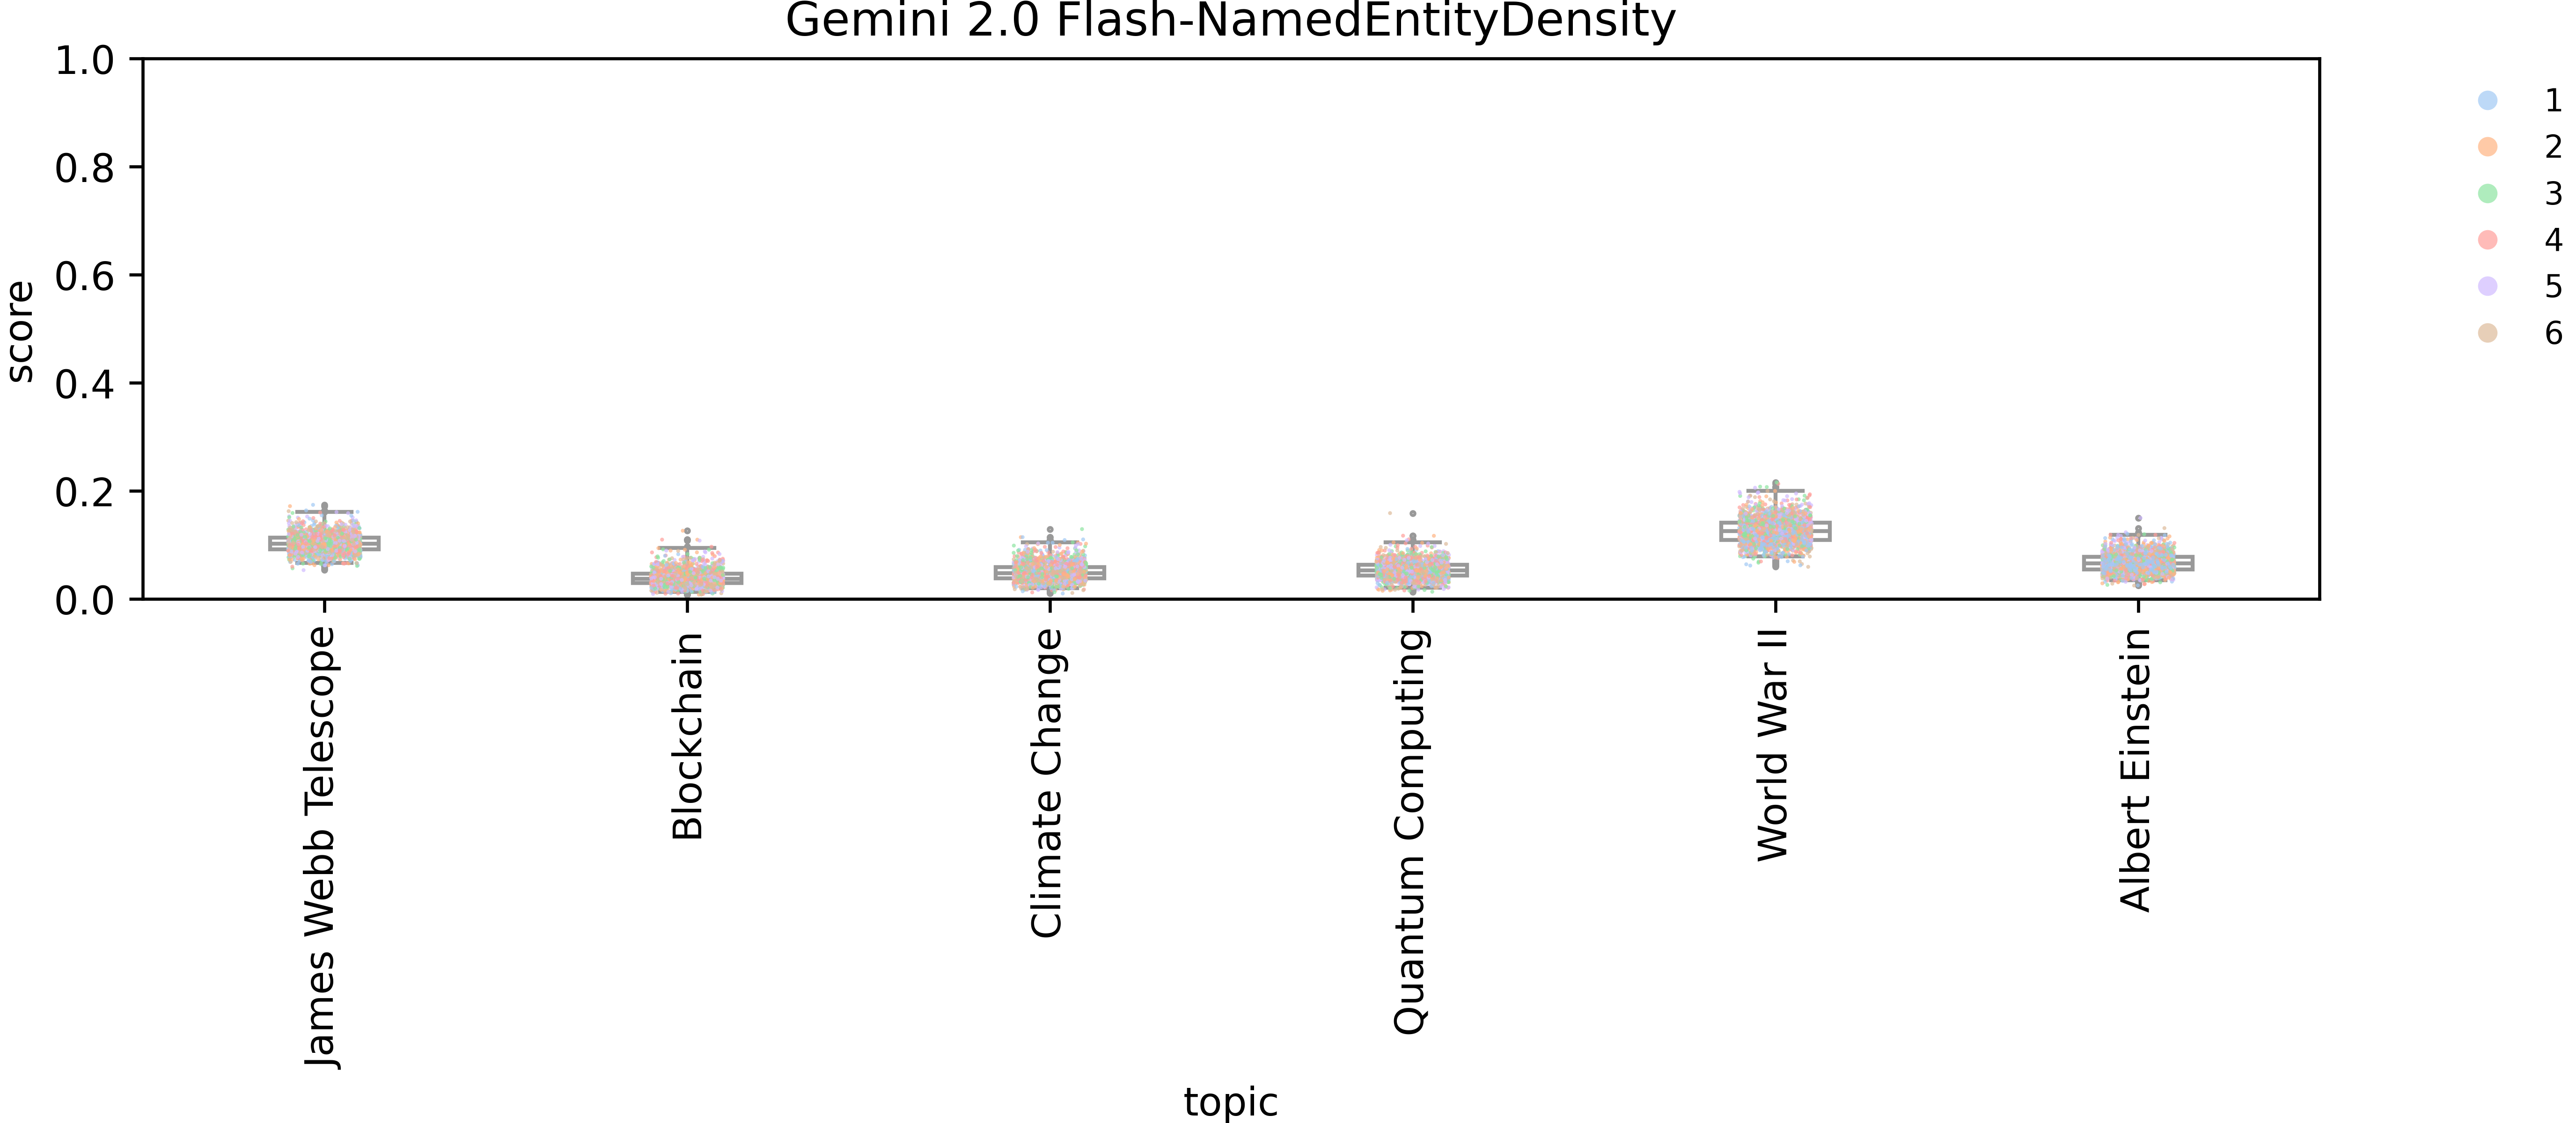 Gemini 2.0 Flash-NamedEntityDensity
score
1.0
0.8
0.6
0.4
0.2
0.0
James Webb Telescope
Blockchain
Climate Change
Quantum Computing
World War II
Albert Einstein
topic
1
2
3
4
5
6